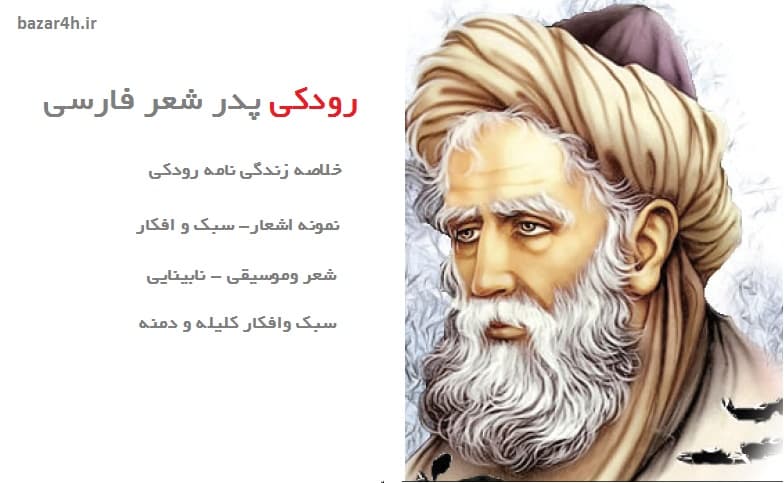 bazar4h.ir
رودکی پدر شعر فارسی
خلاصه زندگی نامه رودکی
نمونه اشعار- سبک و افکار
شعر وموسیقی - نابینایی
سبک وافکار کلیله و دمنه